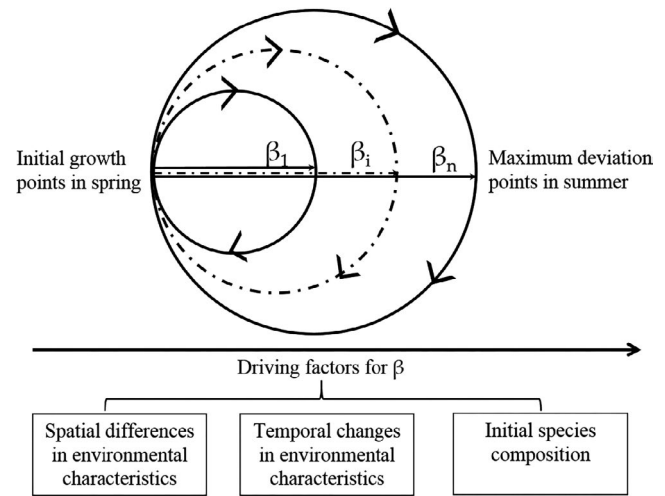 Initial growth
points in spring
β1
βi
βn
Maximum deviation
points in summer
Driving factors for β
Spatial differences
in environmental
characteristics
Temporal changes
in environmental
characteristics
Initial species
composition